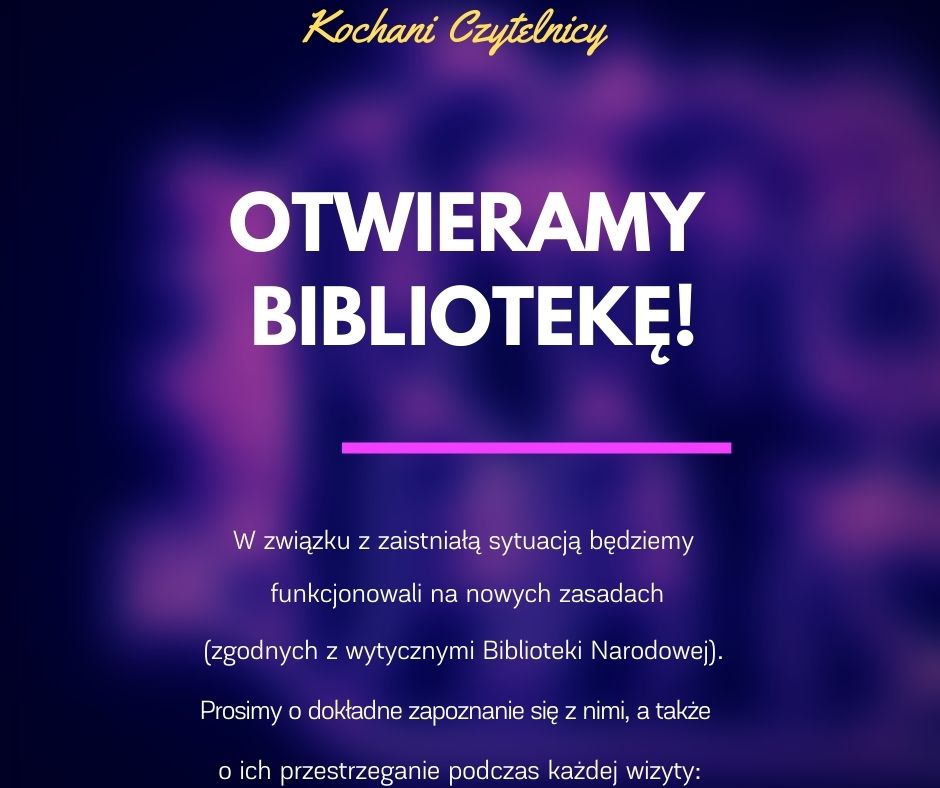 Kochani Czytelnicy
OTWIERAMY
BIBLIOTEKĘ!
W związku z zaistniałą sytuacją będziemy
funkcjonowali na nowych zasadach
(zgodnych z wytycznymi Biblioteki Narodowej).
Prosimy o dokładne zapoznanie się z nimi, a także
o ich przestrzeganie podczas każdej wizyty: